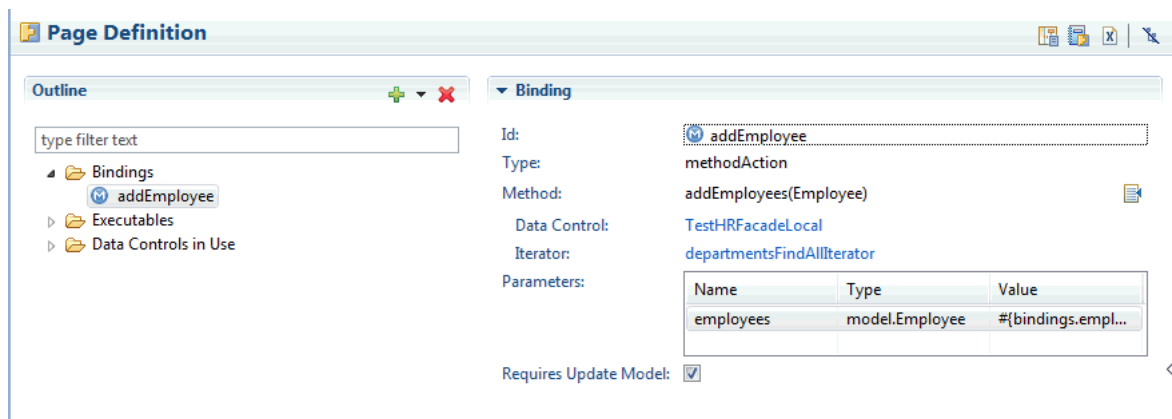 Page Definition
Outline
type filter text
Bindings
addEmployee
Executables
Data Controls in Use
Binding
Id: addEmployee
Type: methodAction
Method: addEmployees(Employee)
Data Control: TestHRFacadeLocal
Iterator: departmentsFindAllIterator
Parameters:
Name Type Value
employees model.Employee #{bindings.empl...
Requires Update Model: